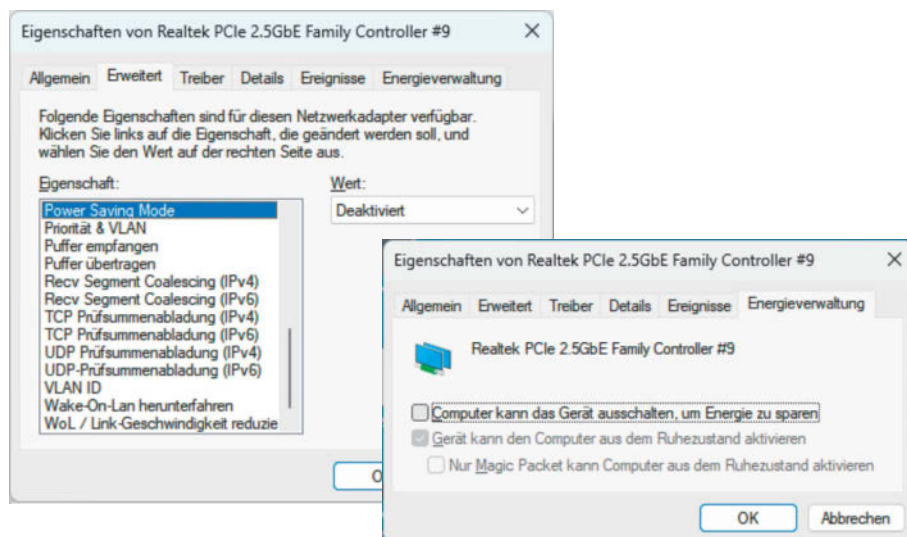 Eigenschaften von Realtek PCIe 2.5GbE Family Controller #9
Allgemein Erweitert Treiber Details Ereignisse Energieverwaltung
Folgende Eigenschaften sind für diesen Netzwerkadapter verfügbar.
Klicken Sie links auf die Eigenschaft, die geändert werden soll, und
wählen Sie den Wert auf der rechten Seite aus.
Eigenschaft:
Power Saving Mode
Priorität & VLAN
Puffer empfangen
Puffer übertragen
Recv Segment Coalescing (IPv4)
Recv Segment Coalescing (IPv6)
TCP Prüfsummenabladung (IPv4)
TCP Prüfsummenabladung (IPv6)
UDP Prüfsummenabladung (IPv4)
UDP-Prüfsummenabladung (IPv6)
VLAN ID
Wake-On-Lan herunterfahren
WoL / Link-Geschwindigkeit reduzie
Wert:
Deaktiviert
Eigenschaften von Realtek PCIe 2.5GbE Family Controller #9
Allgemein Erweitert Treiber Details Ereignisse Energieverwaltung
Realtek PCIe 2.5GbE Family Controller #9
Computer kann das Gerät ausschalten, um Energie zu sparen
Gerät kann den Computer aus dem Ruhezustand aktivieren
Nur Magic Packet kann Computer aus dem Ruhezustand aktivieren
OK Abbrechen